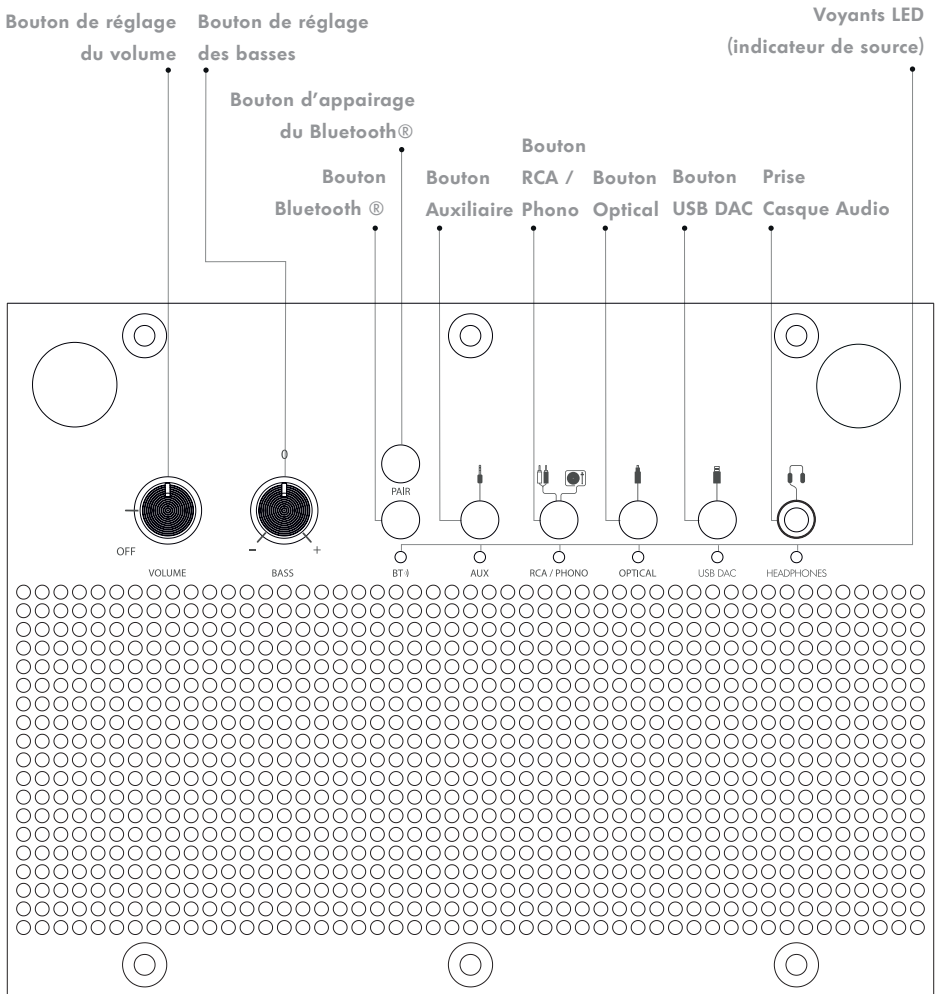 Bouton de réglage
du volume
Bouton de réglage
des basses
Voyants LED
(indicateur de source)
Bouton d’appairage
du Bluetooth®
Bouton
Bluetooth ®
Bouton
Auxiliaire
Bouton
RCA /
Phono
Bouton
Optical
Bouton
USB DAC
Prise
Casque Audio
0
PAIR
OFF
- +
VOLUME
BASS
BT
AUX
RCA / PHONO
OPTICAL
USB DAC
HEADPHONES